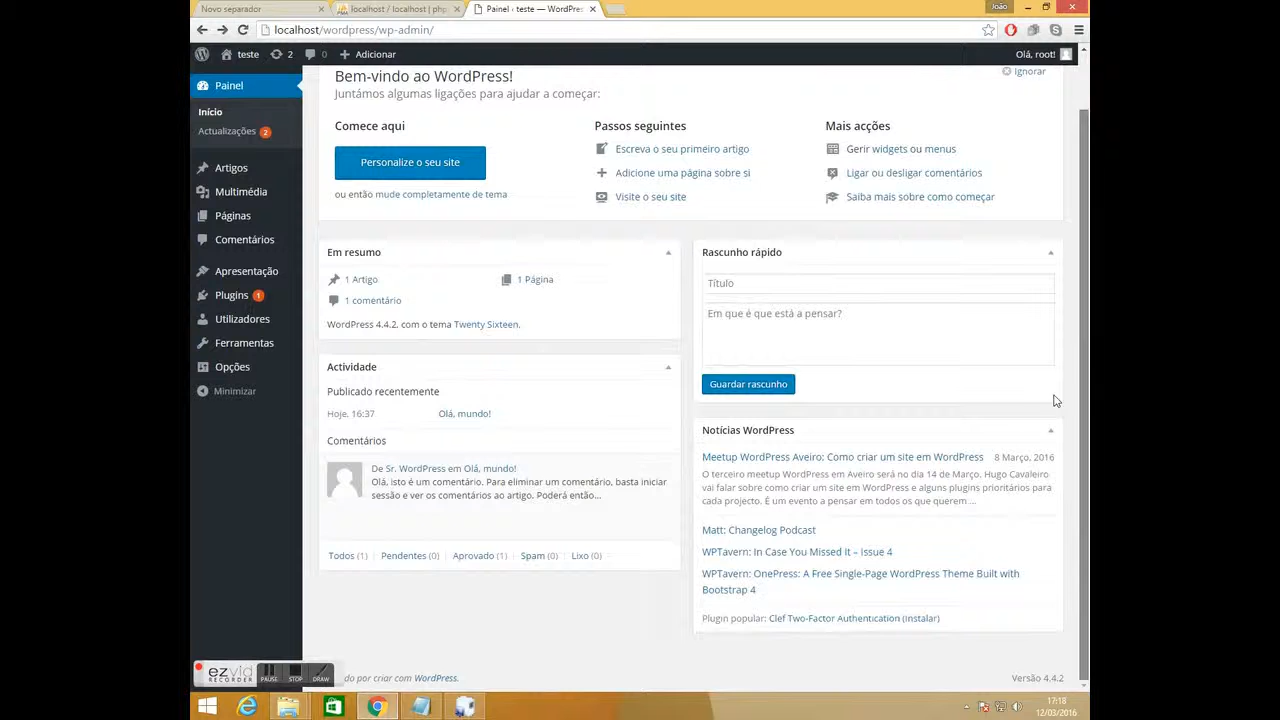 Novo separador
localhost / localhost | php
Painel ‹ teste — WordPres
João
localhost/wordpress/wp-admin/
teste
2
0
Adicionar
Olá, root!
Painel
Início
Actualizações 2
Artigos
Multimédia
Páginas
Comentários
Apresentação
Plugins 1
Utilizadores
Ferramentas
Opções
Minimizar
Bem-vindo ao WordPress!
Ignorar
Juntámos algumas ligações para ajudar a começar:
Comece aqui
Personalize o seu site
ou então mude completamente de tema
Passos seguintes
Escreva o seu primeiro artigo
Adicione uma página sobre si
Visite o seu site
Mais acções
Gerir widgets ou menus
Ligar ou desligar comentários
Saiba mais sobre como começar
Em resumo
1 Artigo
1 Página
1 comentário
WordPress 4.4.2. com o tema Twenty Sixteen.
Actividade
Publicado recentemente
Hoje, 16:37
Olá, mundo!
Comentários
De Sr. WordPress em Olá, mundo!
Olá, isto é um comentário. Para eliminar um comentário, basta iniciar
sessão e ver os comentários ao artigo. Poderá então...
Todos (1) | Pendentes (0) | Aprovado (1) | Spam (0) | Lixo (0)
Rascunho rápido
Título
Em que é que está a pensar?
Guardar rascunho
Notícias WordPress
Meetup WordPress Aveiro: Como criar um site em WordPress 8 Março, 2016
O terceiro meetup WordPress em Aveiro será no dia 14 de Março. Hugo Cavaleiro
vai falar sobre como criar um site em WordPress e alguns plugins prioritários para
cada projecto. É um evento a pensar em todos os que querem ...
Matt: Changelog Podcast
WPTavern: In Case You Missed It – Issue 4
WPTavern: OnePress: A Free Single-Page WordPress Theme Built with
Bootstrap 4
Plugin popular: Clef Two-Factor Authentication (Instalar)
do por criar com WordPress.
Versão 4.4.2
ezvid
RECORDER
PAUSE
STOP
DRAW
17:18
12/03/2016